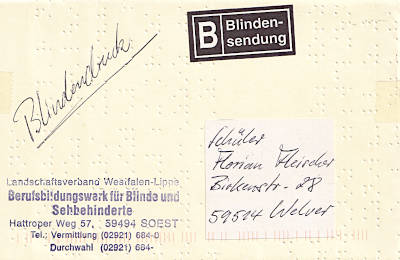 B Blinden-
sendung
Blindendruck
Schüler
Florian Fleischer
Birkenstr. 28
59514 Welver
Landschaftsverband Westfalen-Lippe
Berufsbildungswerk für Blinde und
Sehbehinderte
Hattroper Weg 57, 59494 SOEST
Tel.: Vermittlung (02921) 684-0
Durchwahl (02921) 684-